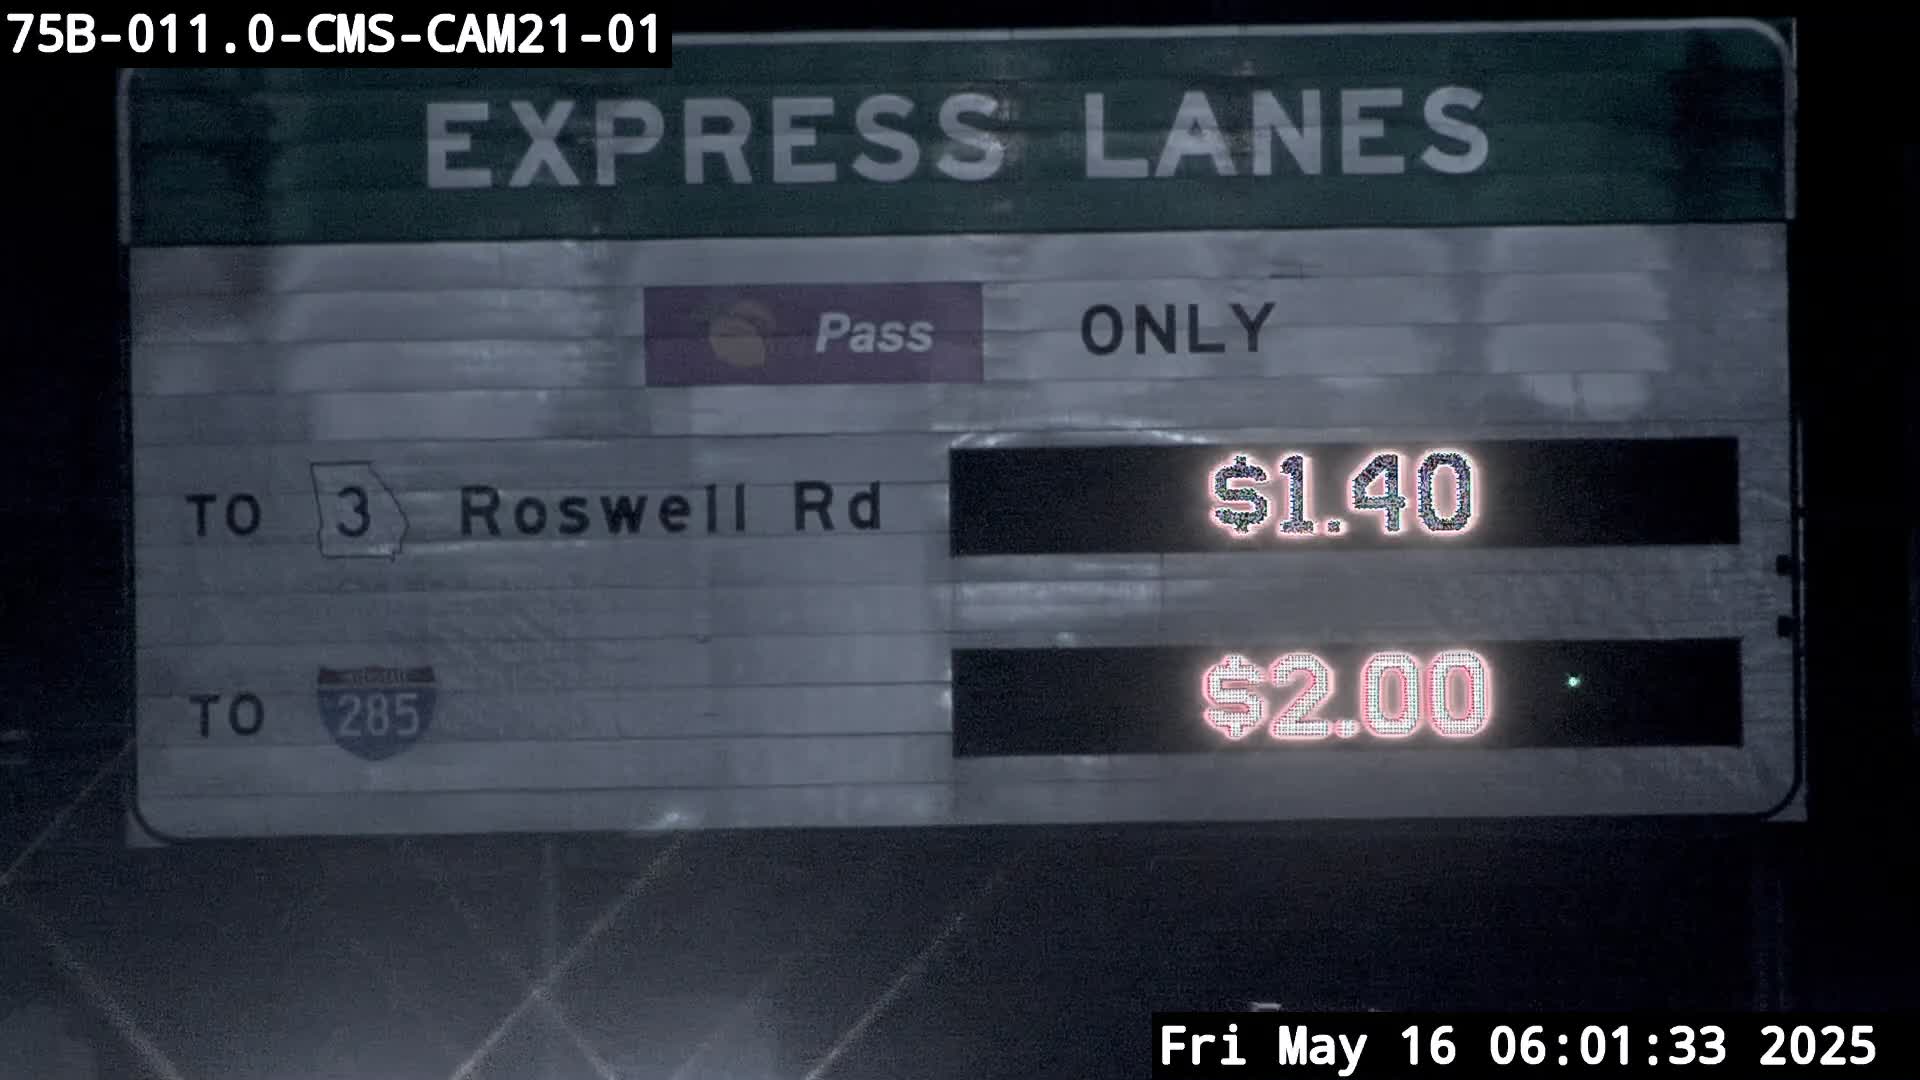 75B-011.0-CMS-CAM21-01
EXPRESS LANES
Pass ONLY
TO 3 Roswell Rd $1.40
TO 285 $2.00
Fri May 16 06:01:33 2025